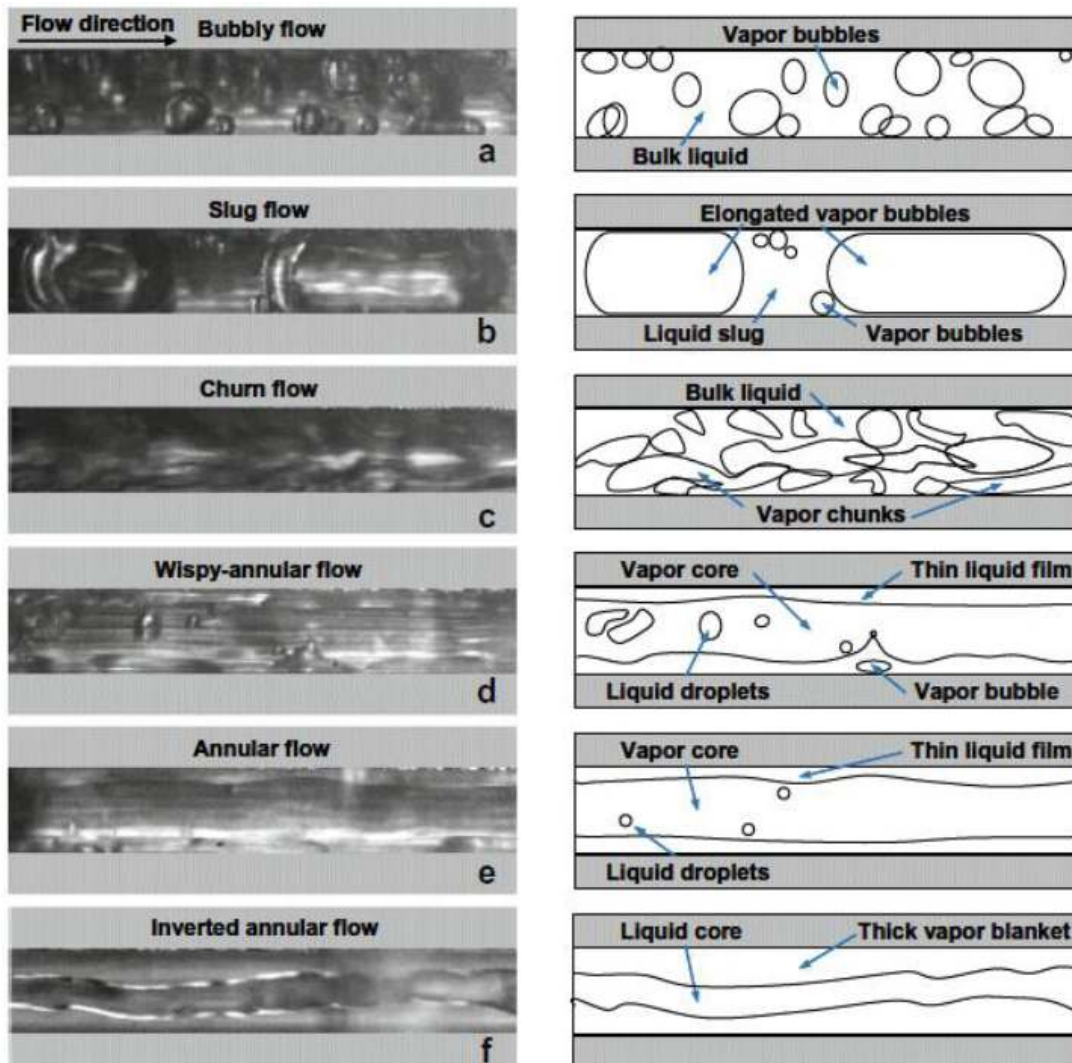 Flow direction
Bubbly flow
a
Vapor bubbles
Bulk liquid
Slug flow
b
Elongated vapor bubbles
Liquid slug
Vapor bubbles
Churn flow
c
Bulk liquid
Vapor chunks
Wispy-annular flow
d
Vapor core
Thin liquid film
Liquid droplets
Vapor bubble
Annular flow
e
Vapor core
Thin liquid film
Liquid droplets
Inverted annular flow
f
Liquid core
Thick vapor blanket